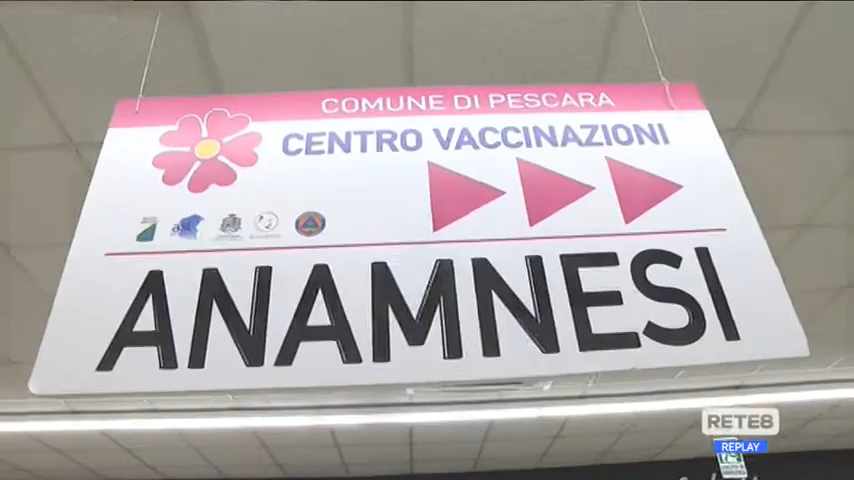 COMUNE DI PESCARA
CENTRO VACCINAZIONI
ANAMNESI
RETE8
REPLAY